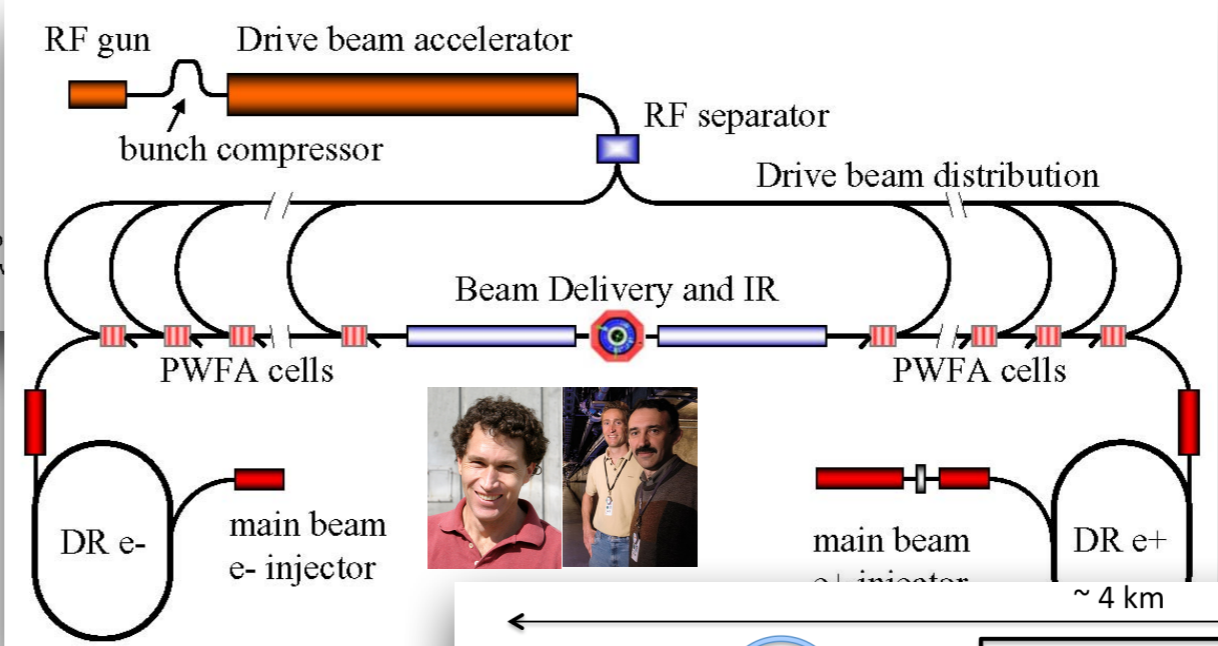 RF gun
Drive beam accelerator
bunch compressor
RF separator
Drive beam distribution
Beam Delivery and IR
PWFA cells
PWFA cells
DR e-
main beam
e- injector
main beam
e+ injector
DR e+
~ 4 km